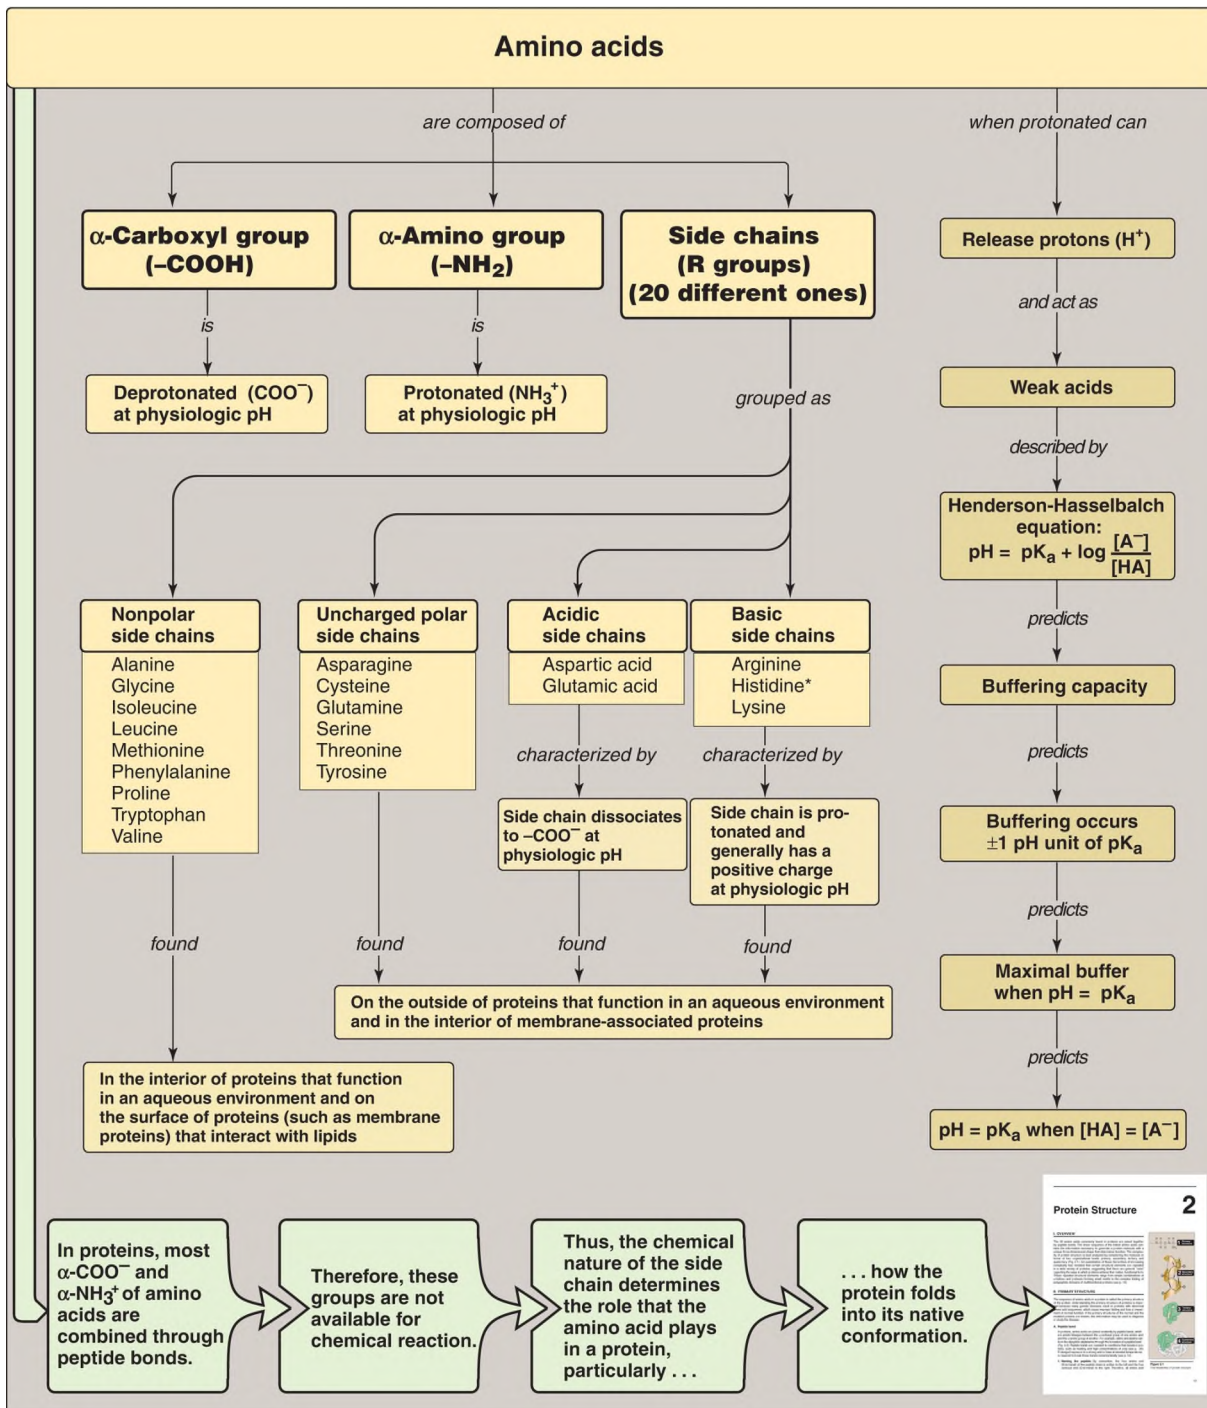 Amino acids
are composed of
when protonated can
α-Carboxyl group
(–COOH)
α-Amino group
(–NH₂)
Side chains
(R groups)
(20 different ones)
Release protons (H⁺)
is
is
and act as
Deprotonated (COO⁻)
at physiologic pH
Protonated (NH₃⁺)
at physiologic pH
grouped as
Weak acids
described by
Henderson-Hasselbalch
equation:
pH = pKₐ + log [A⁻]
[HA]
Nonpolar
side chains
Alanine
Glycine
Isoleucine
Leucine
Methionine
Phenylalanine
Proline
Tryptophan
Valine
Uncharged polar
side chains
Asparagine
Cysteine
Glutamine
Serine
Threonine
Tyrosine
Acidic
side chains
Aspartic acid
Glutamic acid
Basic
side chains
Arginine
Histidine*
Lysine
predicts
Buffering capacity
characterized by
characterized by
predicts
Side chain dissociates
to –COO⁻ at
physiologic pH
Side chain is pro-
tonated and
generally has a
positive charge
at physiologic pH
Buffering occurs
±1 pH unit of pKₐ
predicts
found
found
found
found
Maximal buffer
when pH = pKₐ
On the outside of proteins that function in an aqueous environment
and in the interior of membrane-associated proteins
predicts
In the interior of proteins that function
in an aqueous environment and on
the surface of proteins (such as membrane
proteins) that interact with lipids
pH = pKₐ when [HA] = [A⁻]
In proteins, most
α-COO⁻ and
α-NH₃⁺ of amino
acids are
combined through
peptide bonds.
Therefore, these
groups are not
available for
chemical reaction.
Thus, the chemical
nature of the side
chain determines
the role that the
amino acid plays
in a protein,
particularly . . .
. . . how the
protein folds
into its native
conformation.
Protein Structure 2